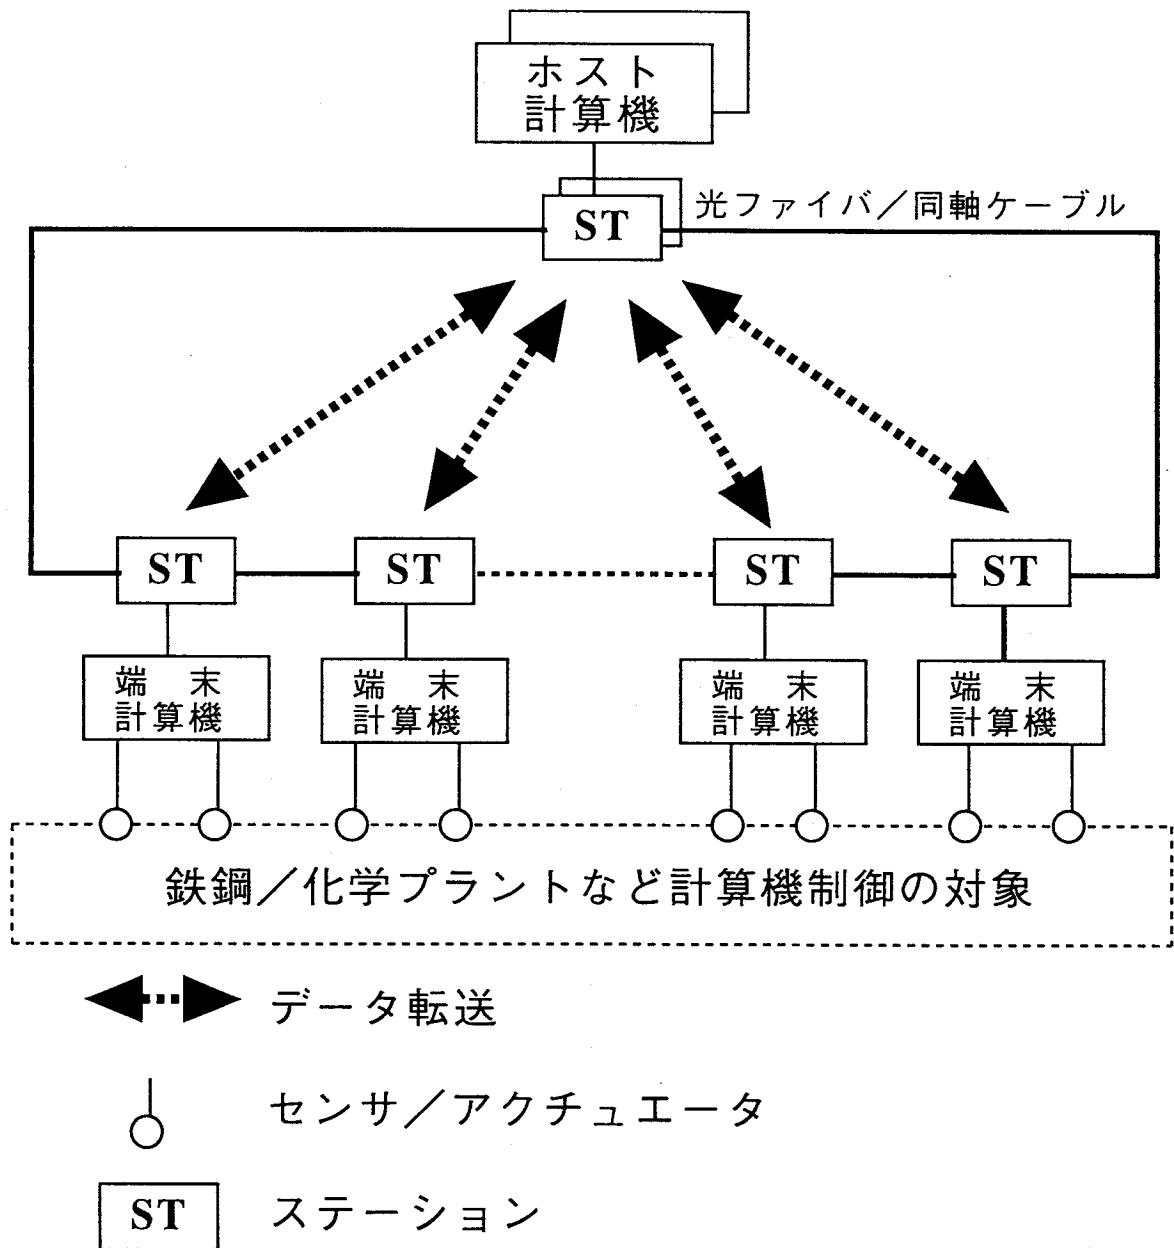 ホスト
計算機
ST
光ファイバ／同軸ケーブル
ST
ST
ST
ST
端 末
計算機
端 末
計算機
端 末
計算機
端 末
計算機
鉄鋼／化学プラントなど計算機制御の対象
データ転送
センサ／アクチュエータ
ST
ステーション